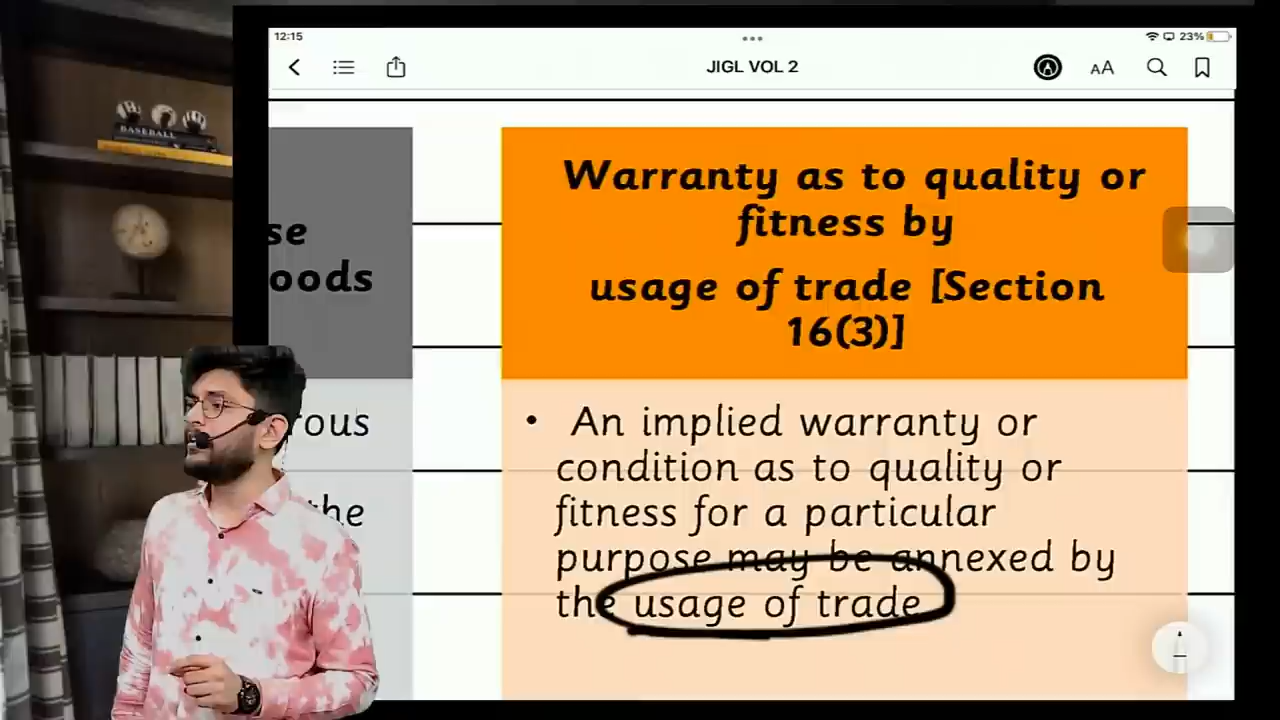 12:15
23%
JIGL VOL 2
BASEBALL
se
oods
rous
the
Warranty as to quality or
fitness by
usage of trade [Section
16(3)]
• An implied warranty or
condition as to quality or
fitness for a particular
purpose may be annexed by
the usage of trade